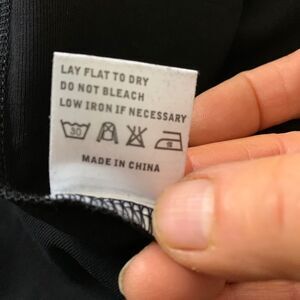 LAY FLAT TO DRY
DO NOT BLEACH
LOW IRON IF NECESSARY
30
MADE IN CHINA